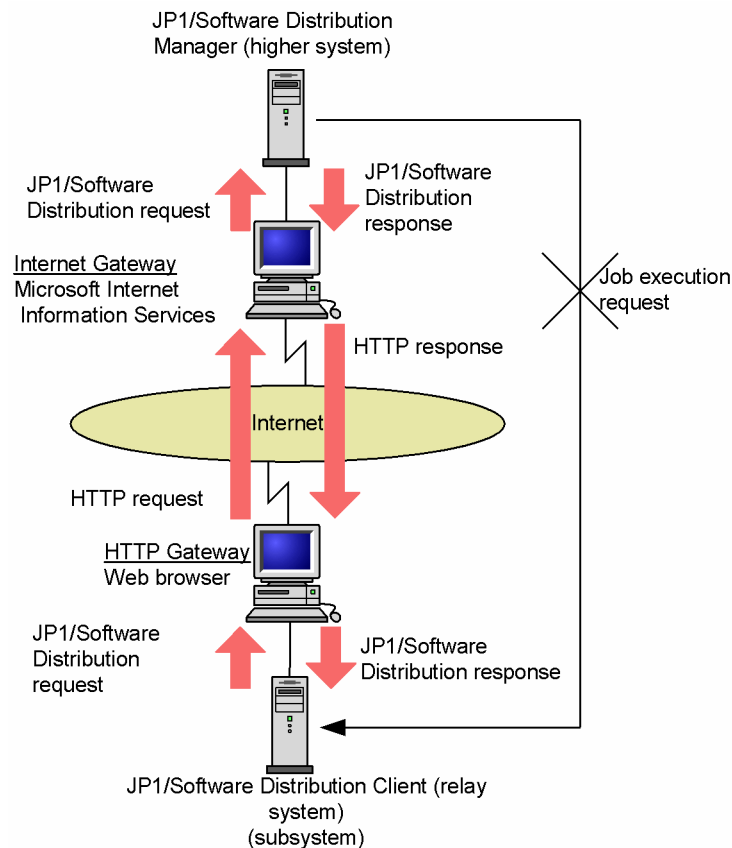 JP1/Software Distribution
Manager (higher system)
JP1/Software
Distribution request
JP1/Software
Distribution
response
Internet Gateway
Microsoft Internet
Information Services
Job execution
request
HTTP response
Internet
HTTP request
HTTP Gateway
Web browser
JP1/Software
Distribution
request
JP1/Software
Distribution response
JP1/Software Distribution Client (relay
system)
(subsystem)